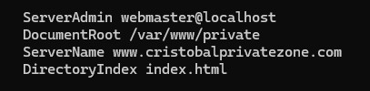 ServerAdmin webmaster@localhost
DocumentRoot /var/www/private
ServerName www.cristobalprivatezone.com
DirectoryIndex index.html